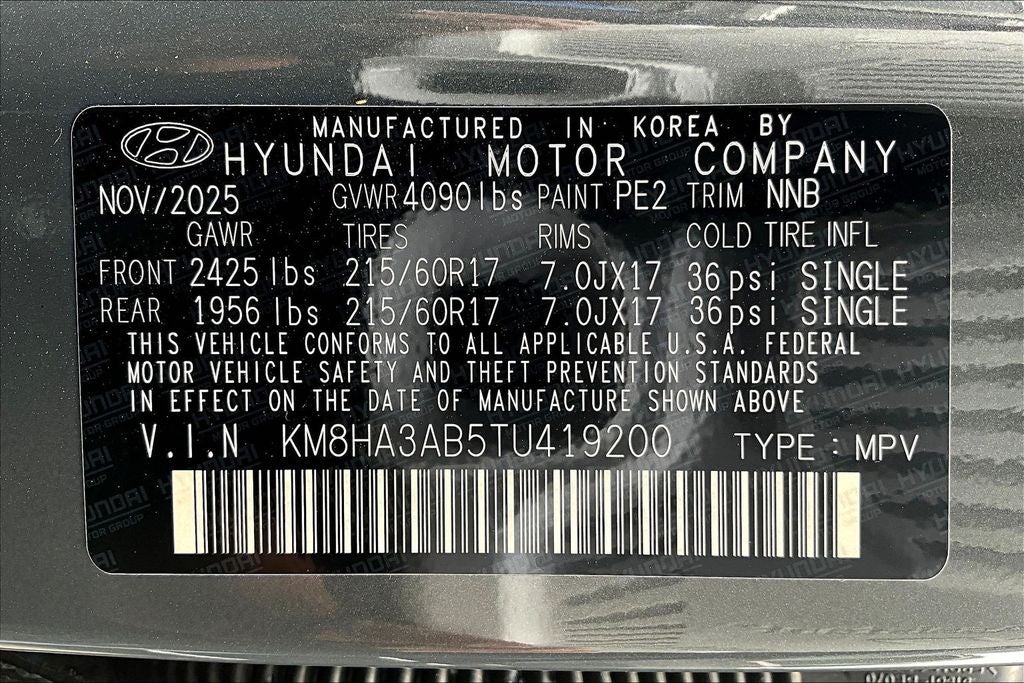 MANUFACTURED IN KOREA BY
HYUNDAI MOTOR COMPANY
NOV/2025 GVWR 4090 lbs PAINT PE2 TRIM NNB
GAWR TIRES RIMS COLD TIRE INFL
FRONT 2425 lbs 215/60R17 7.0JX17 36psi SINGLE
REAR 1956 lbs 215/60R17 7.0JX17 36psi SINGLE
THIS VEHICLE CONFORMS TO ALL APPLICABLE U.S.A. FEDERAL
MOTOR VEHICLE SAFETY AND THEFT PREVENTION STANDARDS
IN EFFECT ON THE DATE OF MANUFACTURE SHOWN ABOVE
V.I.N KM8HA3AB5TU419200 TYPE : MPV